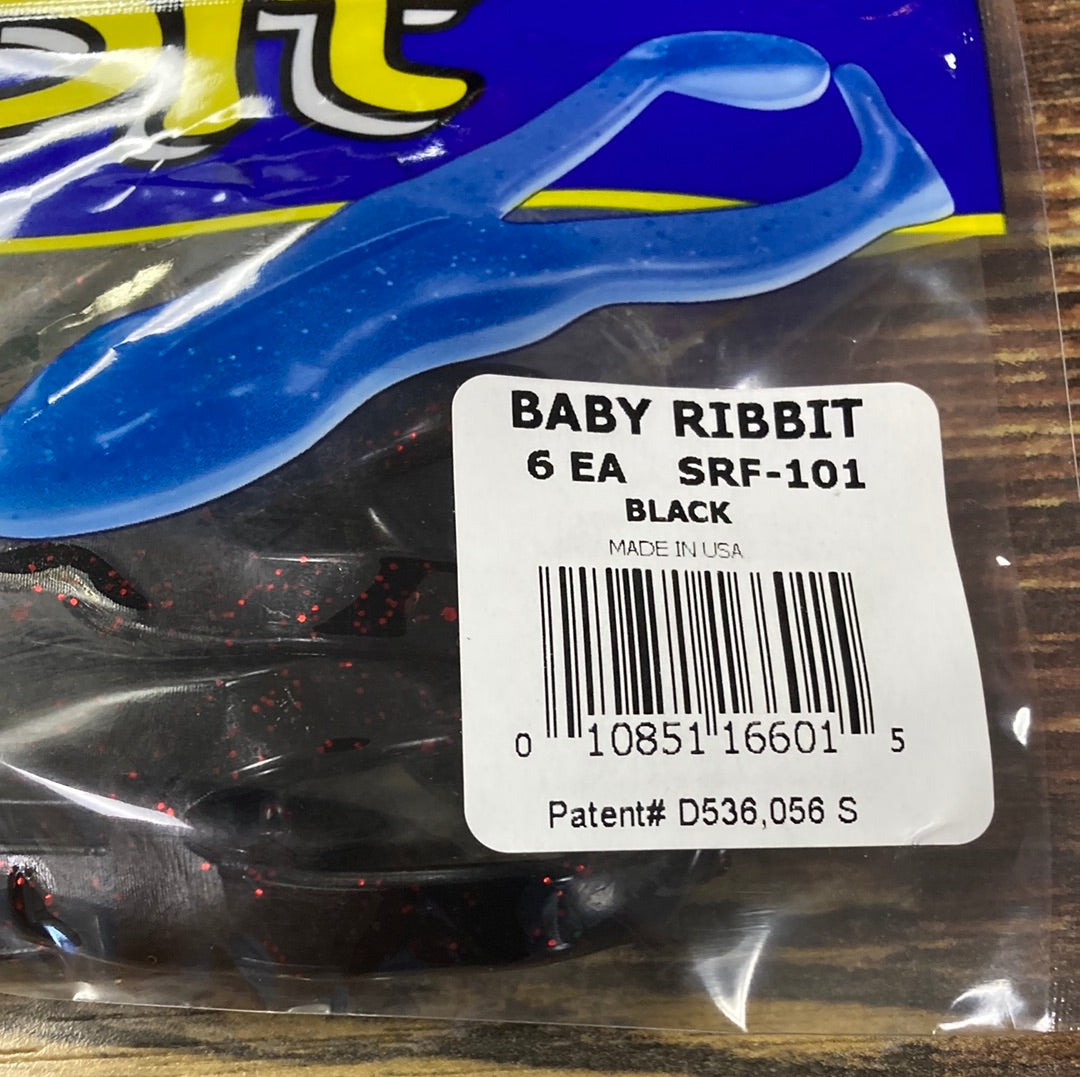 BABY RIBBIT
6 EA SRF-101
BLACK
MADE IN USA
0 10851 16601 5
Patent# D536,056 S